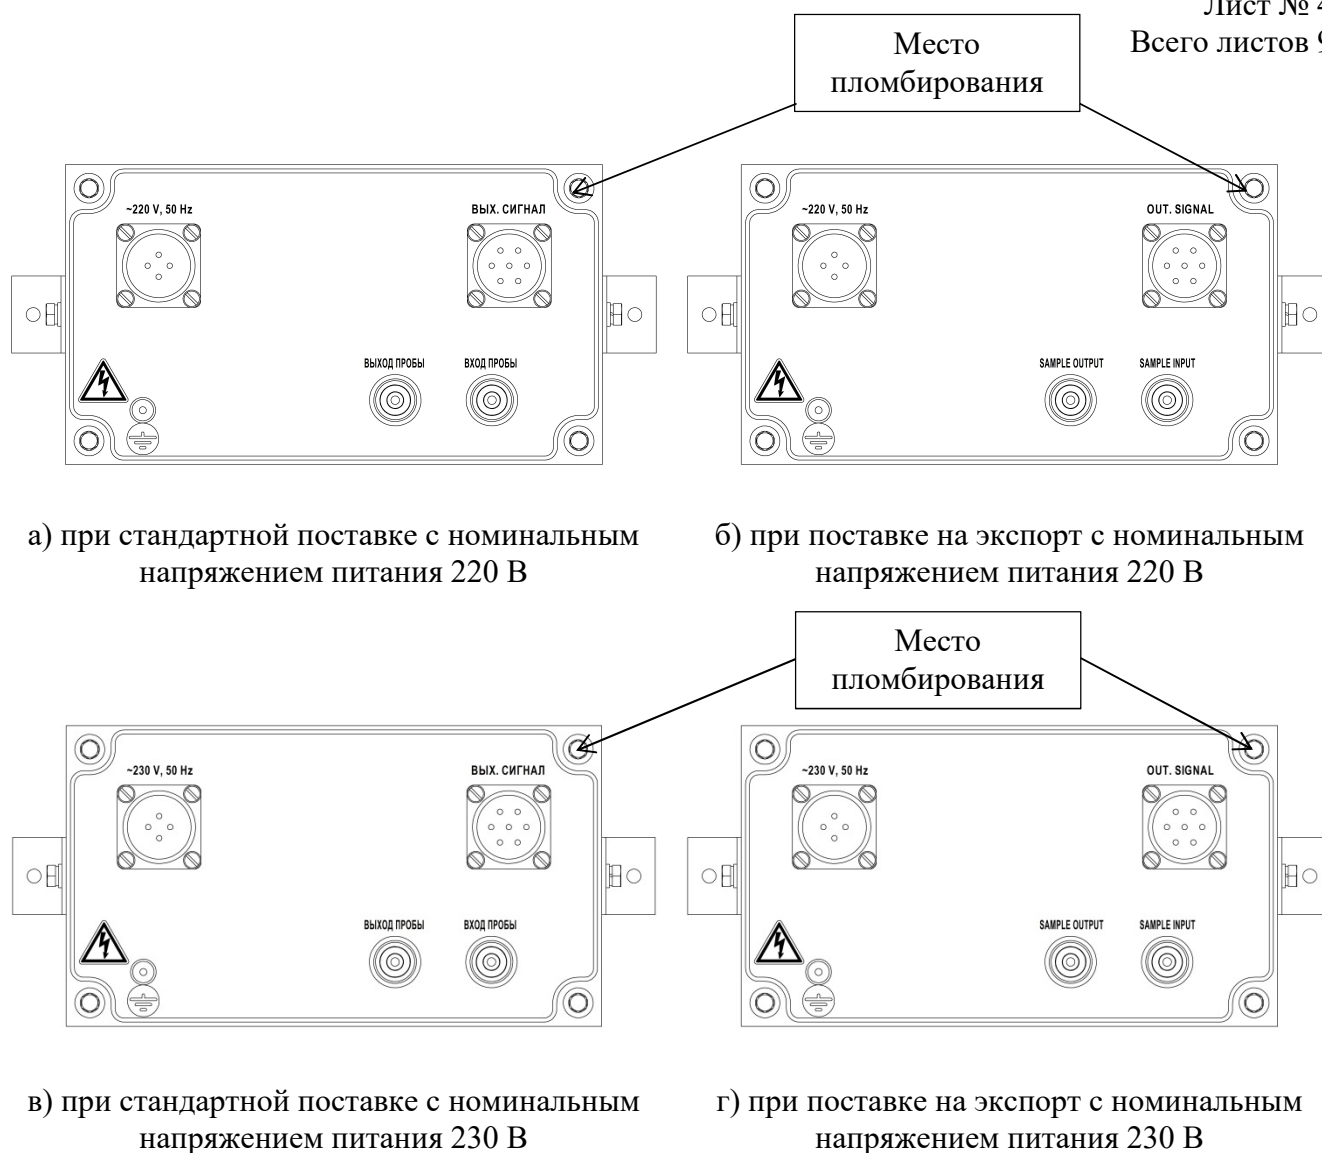 Лист № 4
Всего листов 9
Место
пломбирования
~220 V, 50 Hz
ВЫХ. СИГНАЛ
ВЫХОД ПРОБЫ
ВХОД ПРОБЫ
~220 V, 50 Hz
OUT. SIGNAL
SAMPLE OUTPUT
SAMPLE INPUT
а) при стандартной поставке с номинальным
напряжением питания 220 В
б) при поставке на экспорт с номинальным
напряжением питания 220 В
Место
пломбирования
~230 V, 50 Hz
ВЫХ. СИГНАЛ
ВЫХОД ПРОБЫ
ВХОД ПРОБЫ
~230 V, 50 Hz
OUT. SIGNAL
SAMPLE OUTPUT
SAMPLE INPUT
в) при стандартной поставке с номинальным
напряжением питания 230 В
г) при поставке на экспорт с номинальным
напряжением питания 230 В